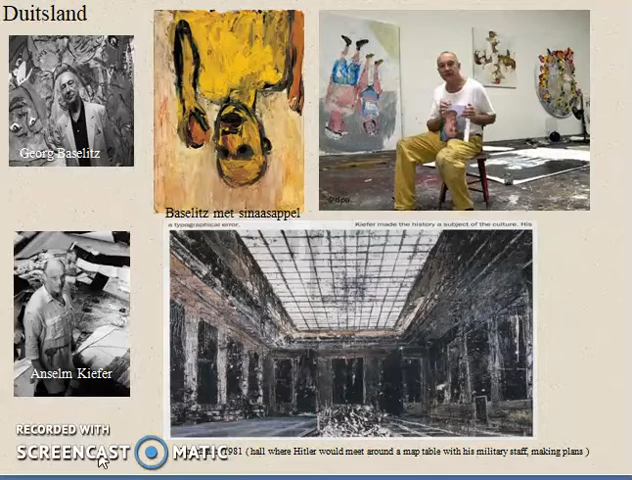 Duitsland
Georg Baselitz
©dpa
Baselitz met sinaasappel
a typographical error.
Kiefer made the history a subject of the culture. His
Anselm Kiefer
RECORDED WITH
SCREENCAST MATIC
1981 ( hall where Hitler would meet around a map table with his military staff, making plans )